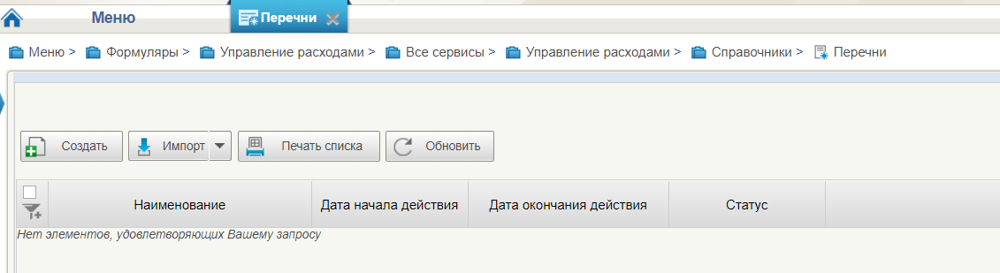 Меню Перечни
Меню > Формуляры > Управление расходами > Все сервисы > Управление расходами > Справочники > Перечни
Создать Импорт Печать списка Обновить
Наименование Дата начала действия Дата окончания действия Статус
Нет элементов, удовлетворяющих Вашему запросу